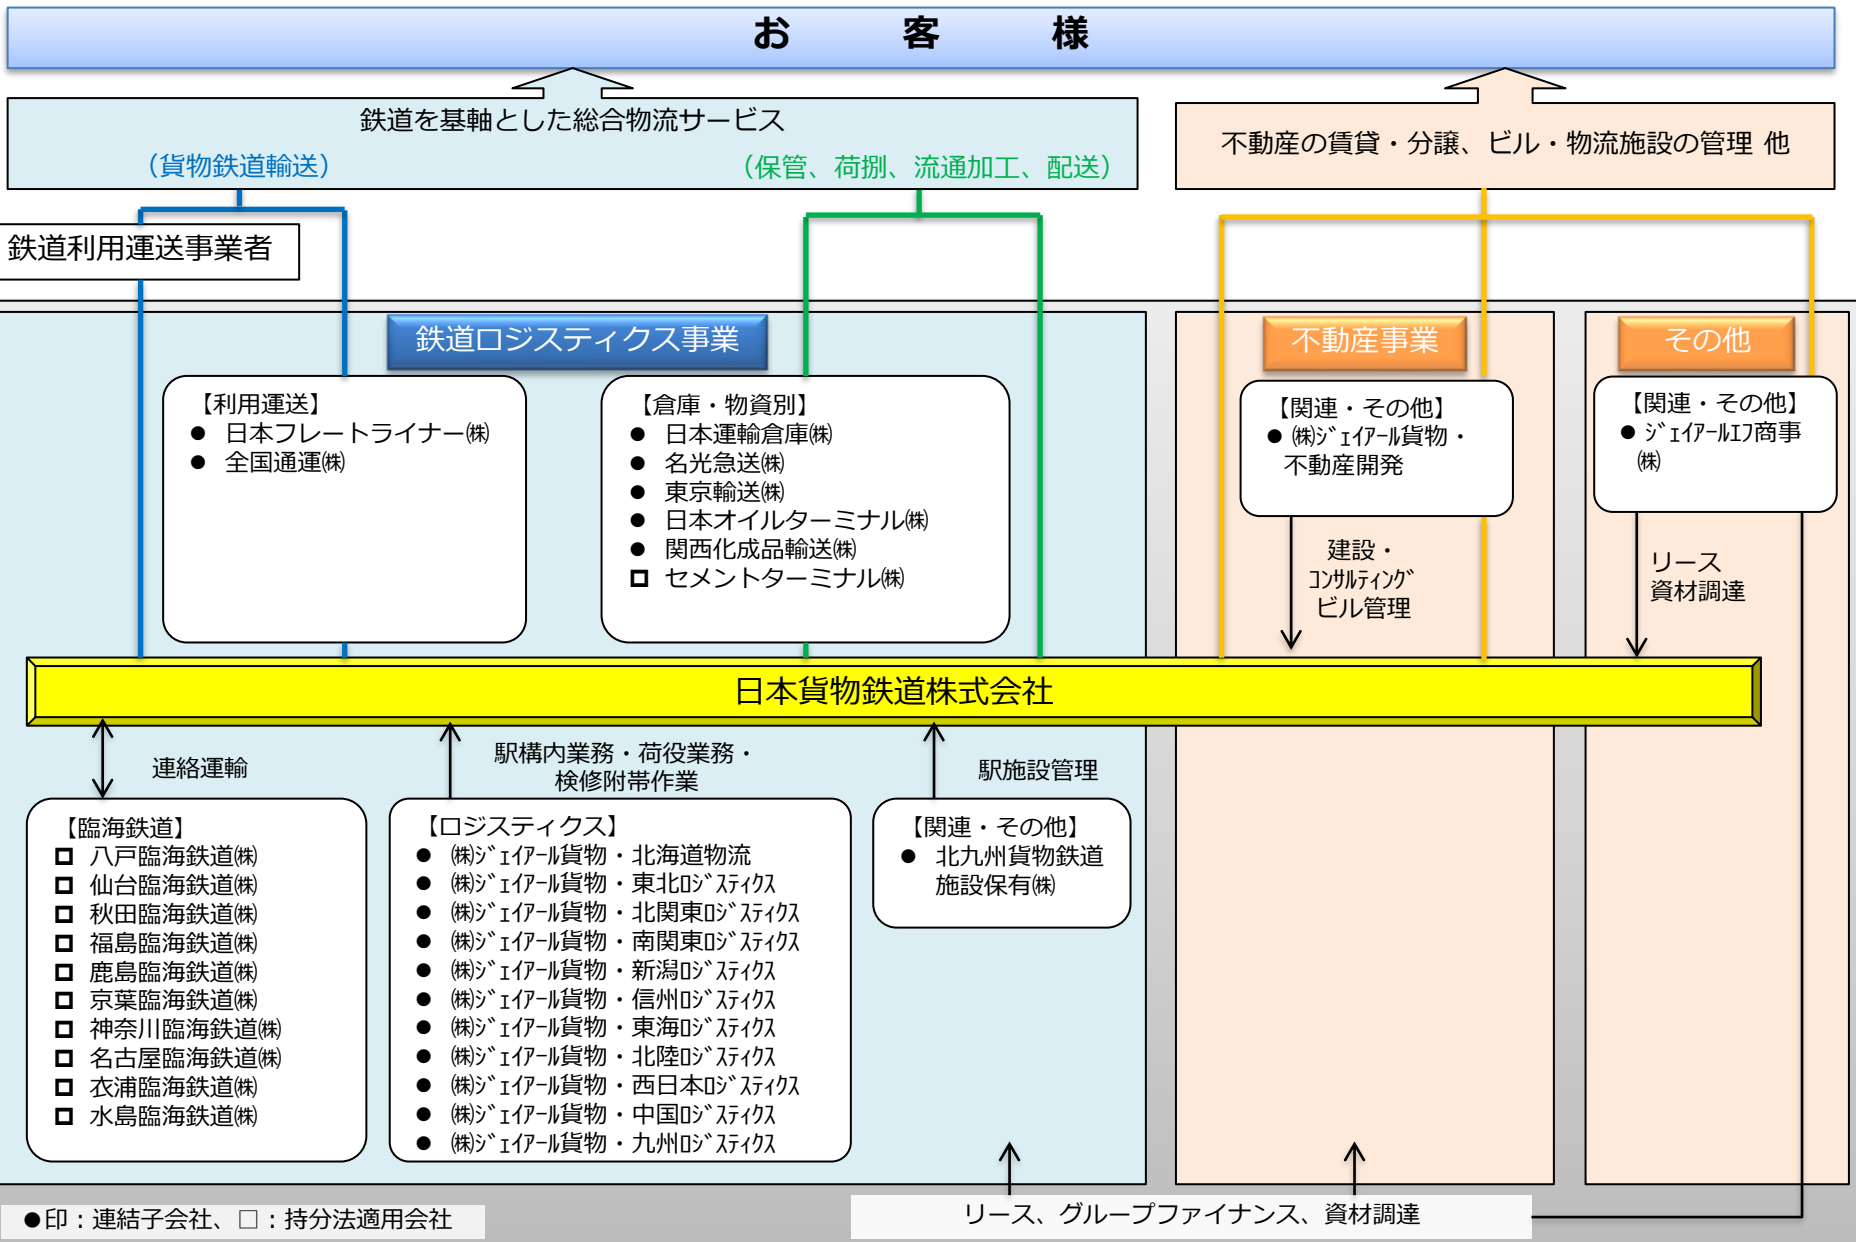 お 客 様
鉄道を基軸とした総合物流サービス
（貨物鉄道輸送）
（保管、荷捌、流通加工、配送）
不動産の賃貸・分譲、ビル・物流施設の管理 他
鉄道利用運送事業者
鉄道ロジスティクス事業
【利用運送】
● 日本フレートライナー㈱
● 全国通運㈱
【倉庫・物資別】
● 日本運輸倉庫㈱
● 名光急送㈱
● 東京輸送㈱
● 日本オイルターミナル㈱
● 関西化成品輸送㈱
□ セメントターミナル㈱
不動産事業
【関連・その他】
● ㈱ｼﾞｪｲｱｰﾙ貨物・
不動産開発
建設・
ｺﾝｻﾙﾃｨﾝｸﾞ
ビル管理
その他
【関連・その他】
● ｼﾞｪｲｱｰﾙｴﾌ商事
㈱
リース
資材調達
日本貨物鉄道株式会社
連絡運輸
【臨海鉄道】
□ 八戸臨海鉄道㈱
□ 仙台臨海鉄道㈱
□ 秋田臨海鉄道㈱
□ 福島臨海鉄道㈱
□ 鹿島臨海鉄道㈱
□ 京葉臨海鉄道㈱
□ 神奈川臨海鉄道㈱
□ 名古屋臨海鉄道㈱
□ 衣浦臨海鉄道㈱
□ 水島臨海鉄道㈱
駅構内業務・荷役業務・
検修附帯作業
【ロジスティクス】
● ㈱ｼﾞｪｲｱｰﾙ貨物・北海道物流
● ㈱ｼﾞｪｲｱｰﾙ貨物・東北ﾛｼﾞｽﾃｨｸｽ
● ㈱ｼﾞｪｲｱｰﾙ貨物・北関東ﾛｼﾞｽﾃｨｸｽ
● ㈱ｼﾞｪｲｱｰﾙ貨物・南関東ﾛｼﾞｽﾃｨｸｽ
● ㈱ｼﾞｪｲｱｰﾙ貨物・新潟ﾛｼﾞｽﾃｨｸｽ
● ㈱ｼﾞｪｲｱｰﾙ貨物・信州ﾛｼﾞｽﾃｨｸｽ
● ㈱ｼﾞｪｲｱｰﾙ貨物・東海ﾛｼﾞｽﾃｨｸｽ
● ㈱ｼﾞｪｲｱｰﾙ貨物・北陸ﾛｼﾞｽﾃｨｸｽ
● ㈱ｼﾞｪｲｱｰﾙ貨物・西日本ﾛｼﾞｽﾃｨｸｽ
● ㈱ｼﾞｪｲｱｰﾙ貨物・中国ﾛｼﾞｽﾃｨｸｽ
● ㈱ｼﾞｪｲｱｰﾙ貨物・九州ﾛｼﾞｽﾃｨｸｽ
駅施設管理
【関連・その他】
● 北九州貨物鉄道
施設保有㈱
●印：連結子会社、□：持分法適用会社
リース、グループファイナンス、資材調達